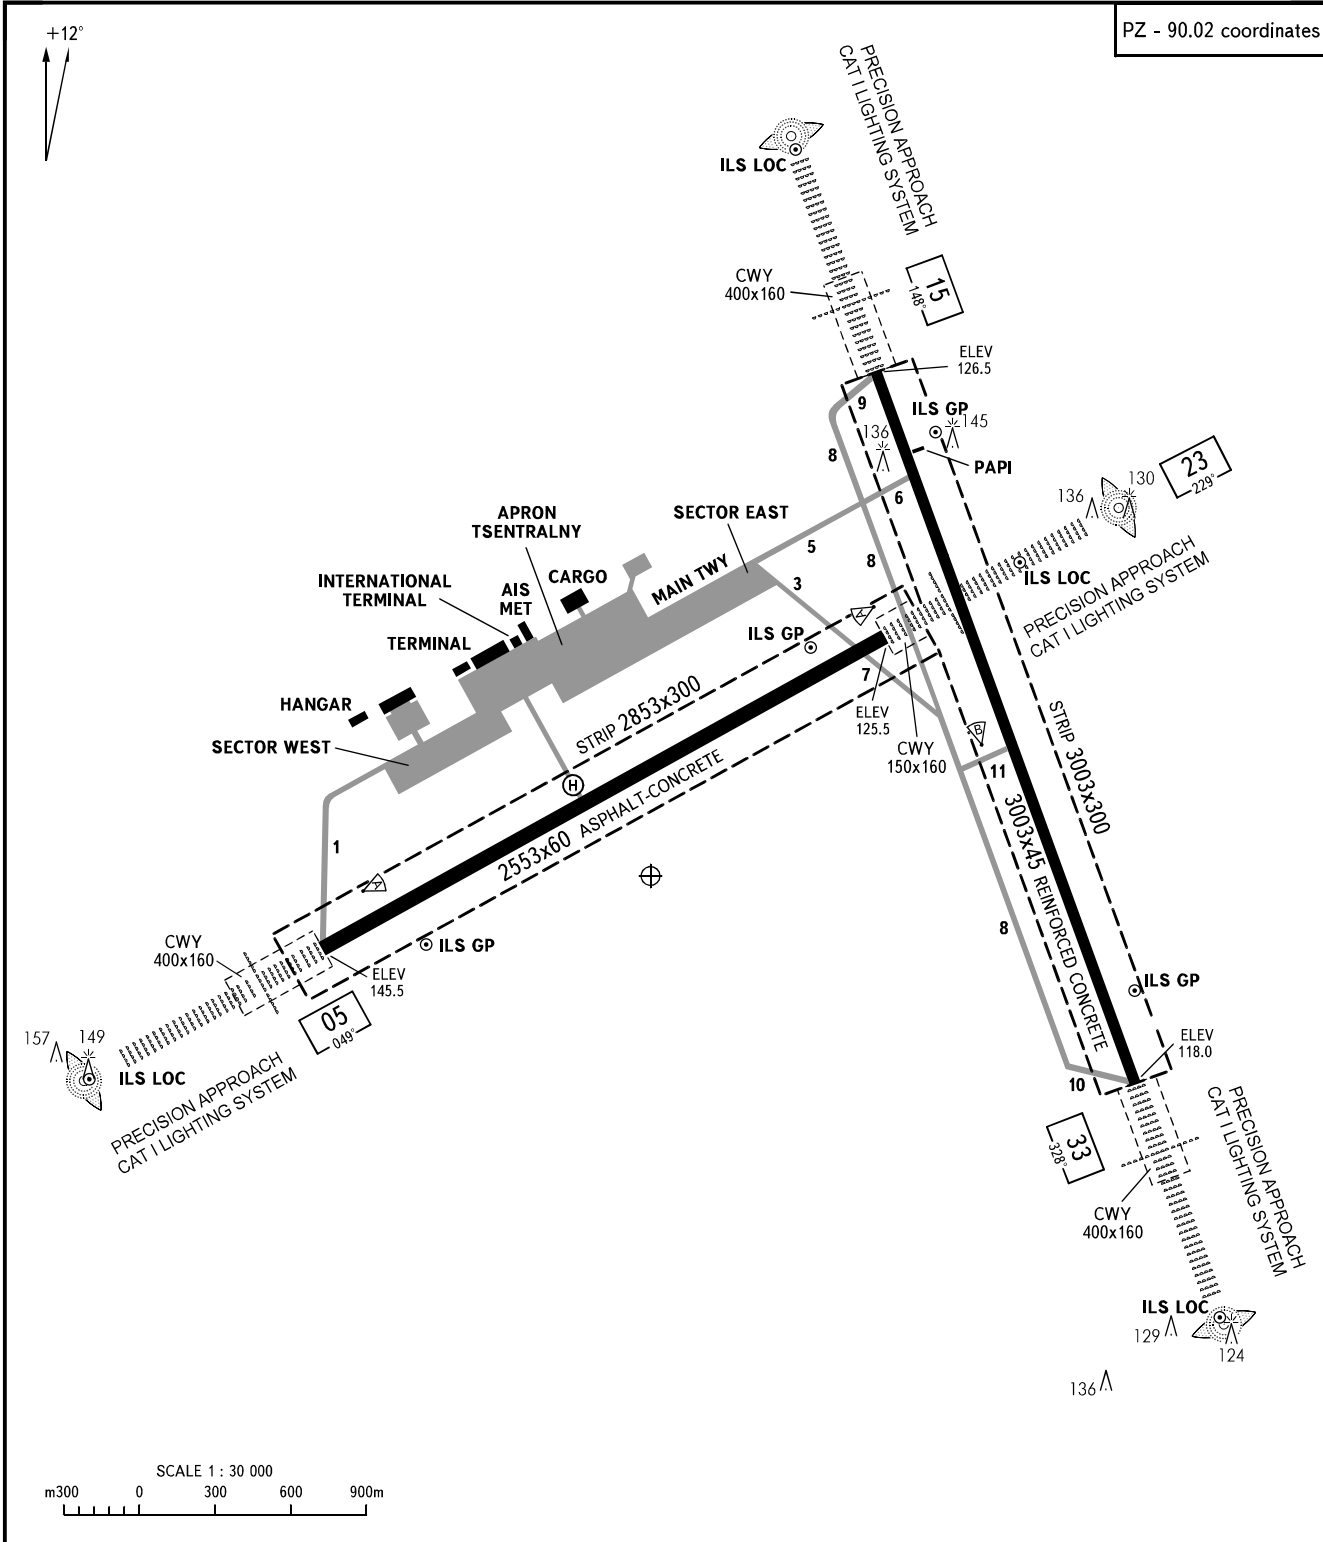 +12°
PZ - 90.02 coordinates
PRECISION APPROACH
CAT I LIGHTING SYSTEM
ILS LOC
CWY
400x160
15
148°
ELEV
126.5
9
ILS GP
145
136
8
PAPI
23
229°
136
130
6
SECTOR EAST
APRON
TSENTRALNY
5
ILS LOC
PRECISION APPROACH
CAT I LIGHTING SYSTEM
8
MAIN TWY
3
CARGO
AIS
MET
INTERNATIONAL
TERMINAL
TERMINAL
A
ILS GP
7
HANGAR
SECTOR WEST
STRIP 2853x300
ELEV
125.5
CWY
150x160
B
STRIP 3003x300
11
H
2553x60 ASPHALT-CONCRETE
3003x45 REINFORCED CONCRETE
1
A
8
ILS GP
CWY
400x160
ELEV
145.5
05
049°
ILS GP
157
149
ILS LOC
PRECISION APPROACH
CAT I LIGHTING SYSTEM
ELEV
118.0
10
33
328°
PRECISION APPROACH
CAT I LIGHTING SYSTEM
CWY
400x160
ILS LOC
129
124
136
SCALE 1 : 30 000
m300 0 300 600 900m